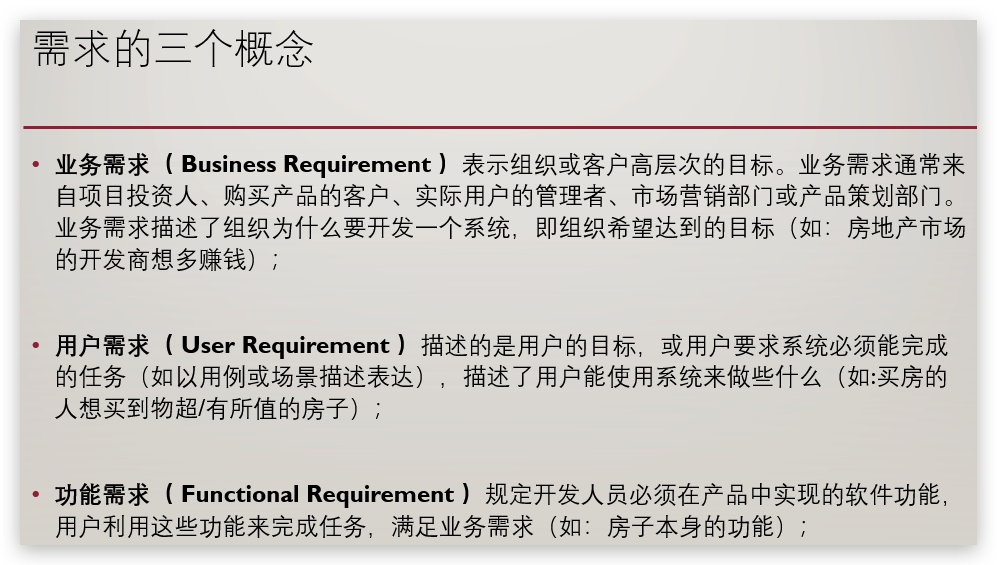 需求的三个概念
• 业务需求（Business Requirement）表示组织或客户高层次的目标。业务需求通常来
自项目投资人、购买产品的客户、实际用户的管理者、市场营销部门或产品策划部门。
业务需求描述了组织为什么要开发一个系统，即组织希望达到的目标（如：房地产市场
的开发商想多赚钱）；
• 用户需求（User Requirement）描述的是用户的目标，或用户要求系统必须能完成
的任务（如以用例或场景描述表达），描述了用户能使用系统来做些什么（如:买房的
人想买到物超/有所值的房子）；
• 功能需求（Functional Requirement）规定开发人员必须在产品中实现的软件功能，
用户利用这些功能来完成任务，满足业务需求（如：房子本身的功能）；